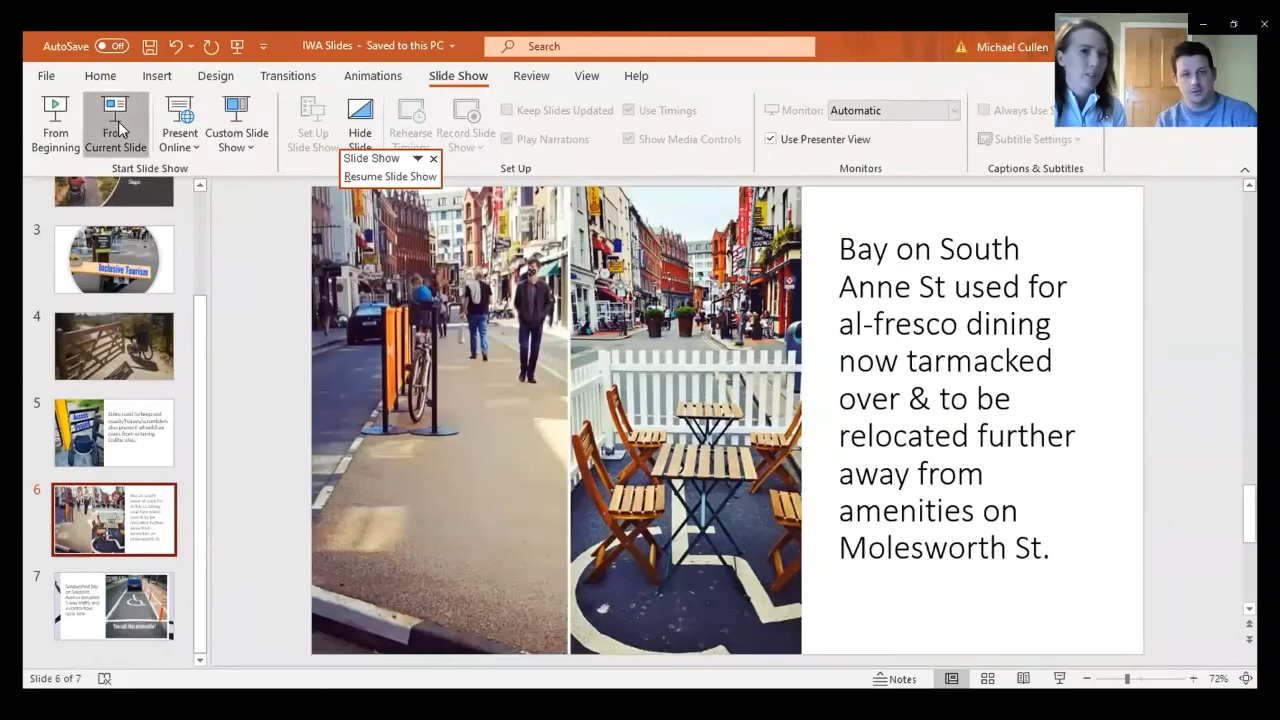 AutoSave Off
IWA Slides - Saved to this PC
Search
Michael Cullen
File Home Insert Design Transitions Animations Slide Show Review View Help
From Beginning
From Current Slide
Present Online
Custom Slide Show
Start Slide Show
Set Up Slide Show
Hide Slide
Rehearse Timings
Record Slide Show
Keep Slides Updated
Play Narrations
Use Timings
Show Media Controls
Set Up
Monitor: Automatic
Use Presenter View
Monitors
Always Use S
Subtitle Settings
Captions & Subtitles
Slide Show
Resume Slide Show
3
Inclusive Tourism
4
5
Access
6
7
Bay on South
Anne St used for
al-fresco dining
now tarmacked
over & to be
relocated further
away from
amenities on
Molesworth St.
Slide 6 of 7
Notes
72%